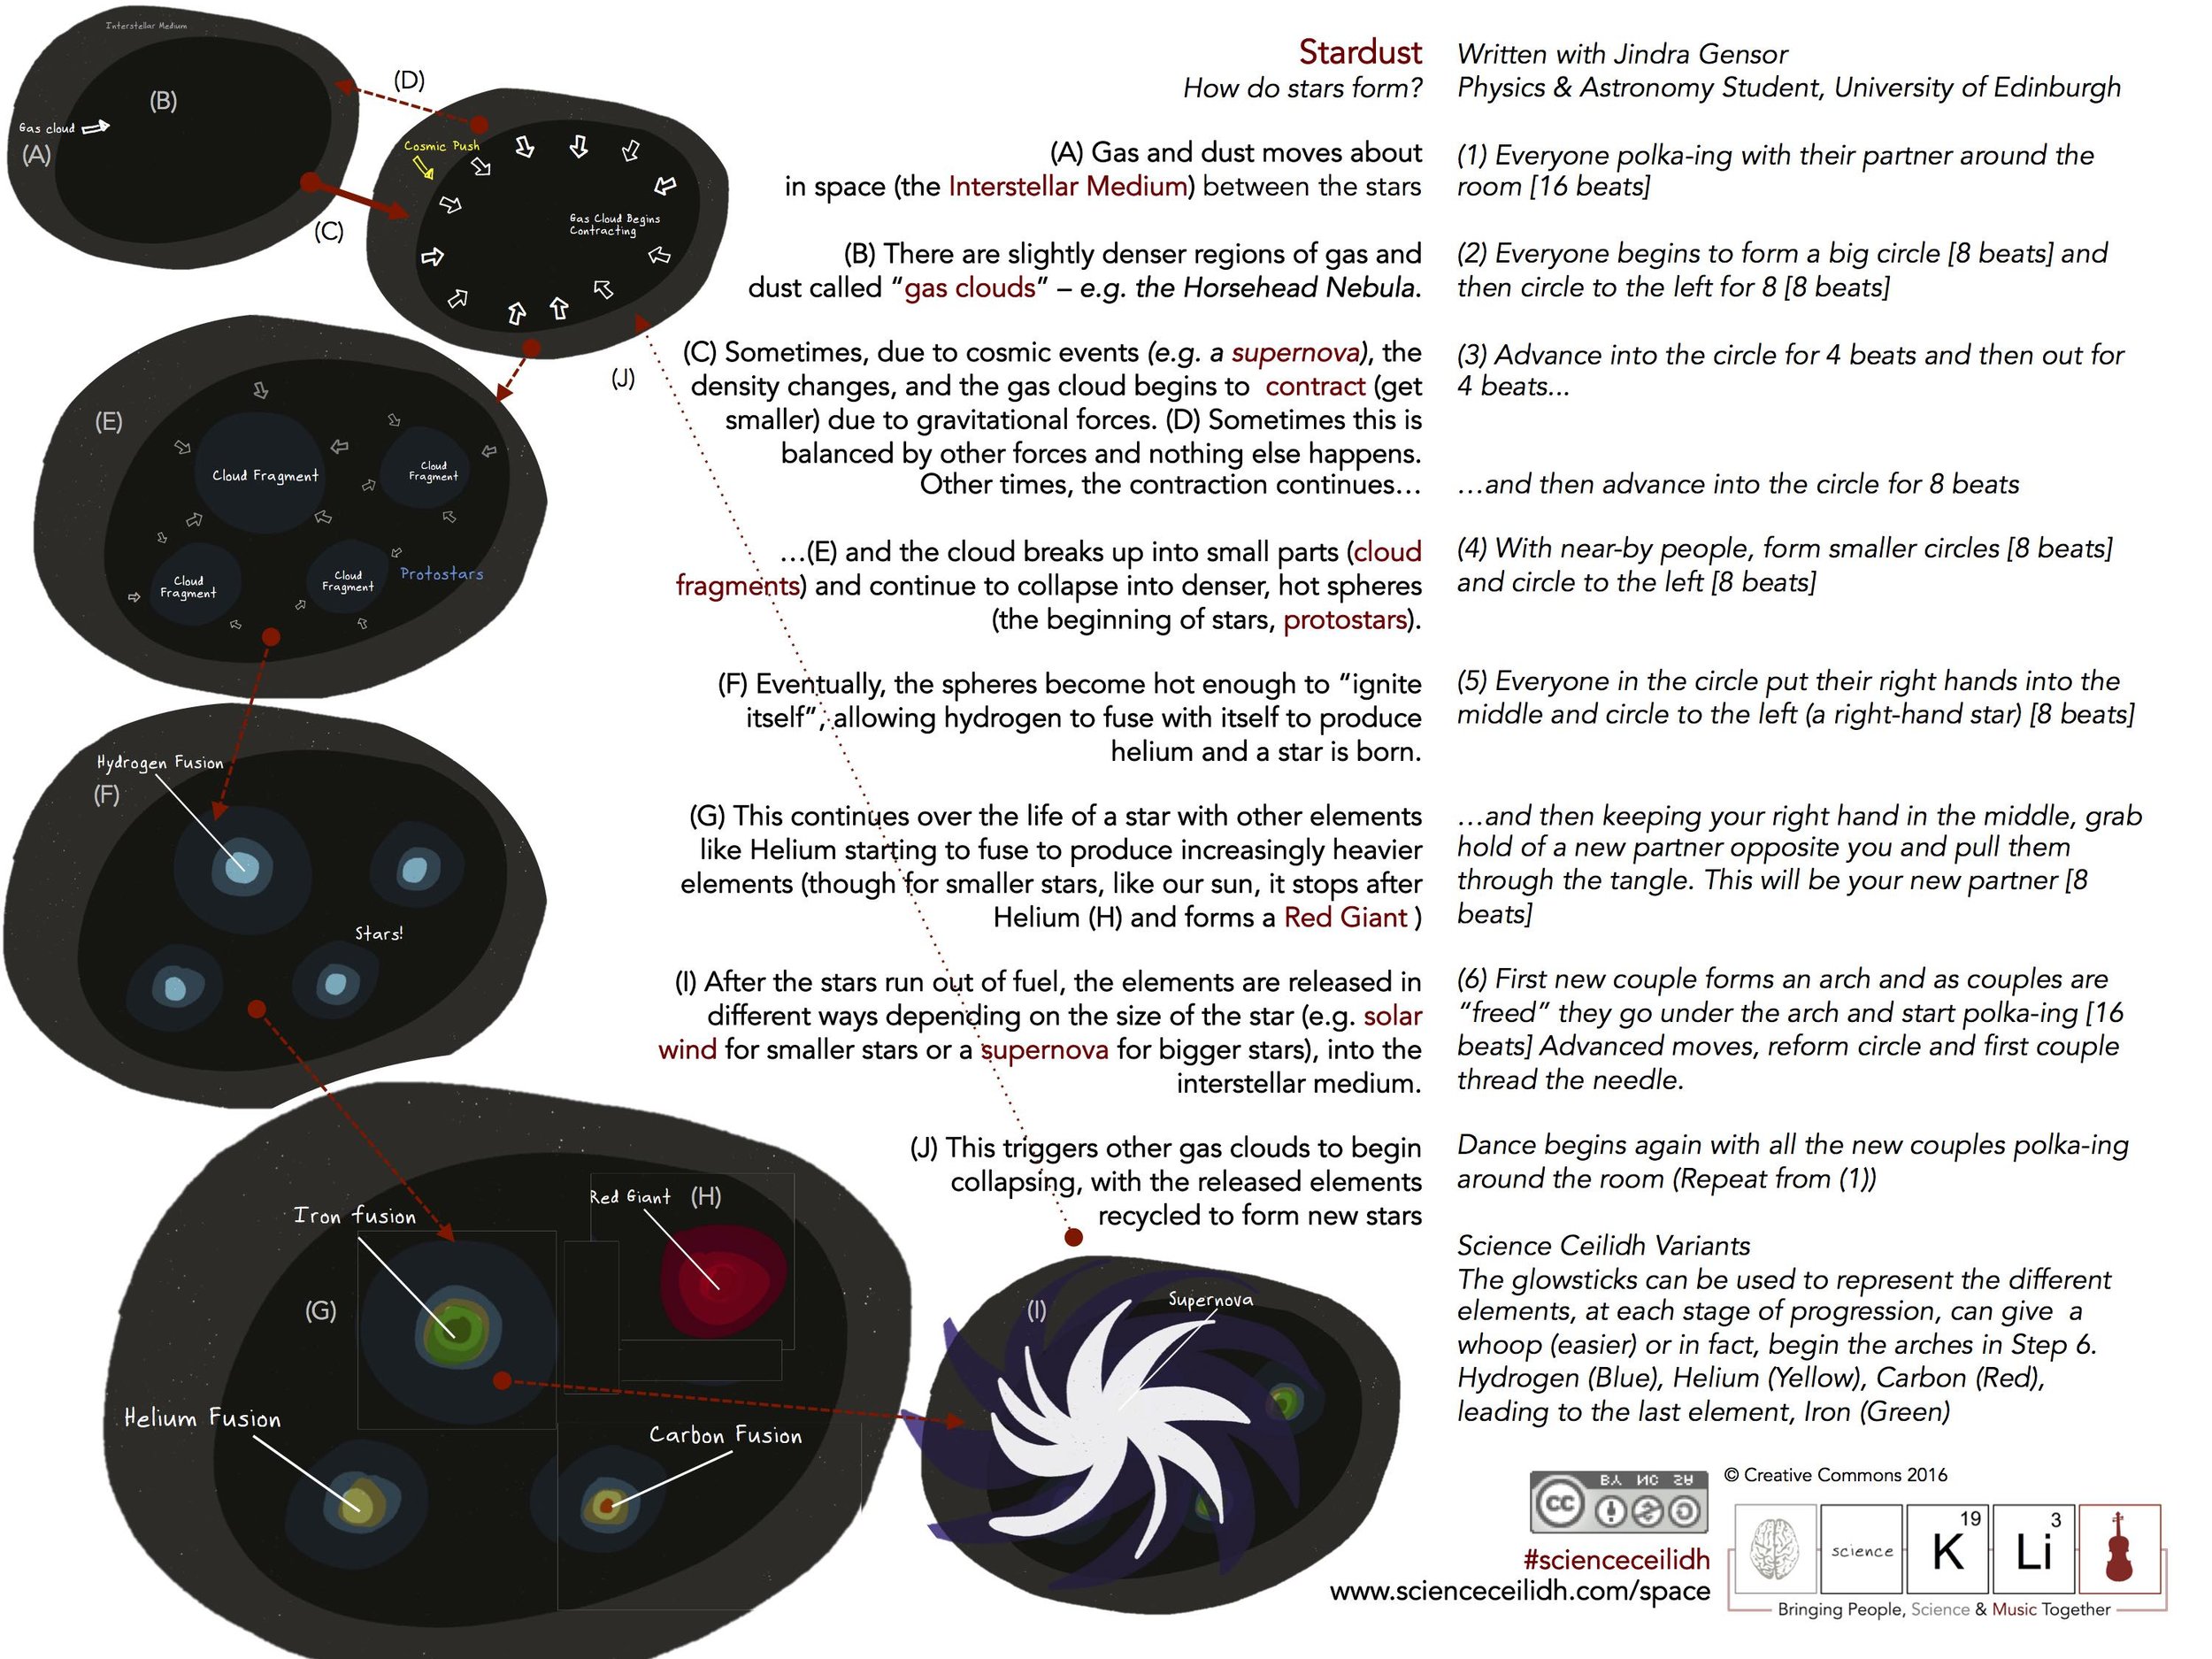 Interstellar Medium
(B)
Gas cloud
(A)
(D)
(C)
Cosmic Push
Gas Cloud Begins
Contracting
(J)
(E)
Cloud Fragment
Cloud
Fragment
Cloud
Fragment
Cloud
Fragment
Protostars
Hydrogen Fusion
(F)
Stars!
Red Giant (H)
Iron fusion
(G)
Helium Fusion
Carbon Fusion
(I)
Supernova
Stardust
How do stars form?
(A) Gas and dust moves about
in space (the Interstellar Medium) between the stars
(B) There are slightly denser regions of gas and
dust called “gas clouds” – e.g. the Horsehead Nebula.
(C) Sometimes, due to cosmic events (e.g. a supernova), the
density changes, and the gas cloud begins to contract (get
smaller) due to gravitational forces. (D) Sometimes this is
balanced by other forces and nothing else happens.
Other times, the contraction continues…
…(E) and the cloud breaks up into small parts (cloud
fragments) and continue to collapse into denser, hot spheres
(the beginning of stars, protostars).
(F) Eventually, the spheres become hot enough to “ignite
itself”, allowing hydrogen to fuse with itself to produce
helium and a star is born.
(G) This continues over the life of a star with other elements
like Helium starting to fuse to produce increasingly heavier
elements (though for smaller stars, like our sun, it stops after
Helium (H) and forms a Red Giant )
(I) After the stars run out of fuel, the elements are released in
different ways depending on the size of the star (e.g. solar
wind for smaller stars or a supernova for bigger stars), into the
interstellar medium.
(J) This triggers other gas clouds to begin
collapsing, with the released elements
recycled to form new stars
Written with Jindra Gensor
Physics & Astronomy Student, University of Edinburgh
(1) Everyone polka-ing with their partner around the
room [16 beats]
(2) Everyone begins to form a big circle [8 beats] and
then circle to the left for 8 [8 beats]
(3) Advance into the circle for 4 beats and then out for
4 beats...
…and then advance into the circle for 8 beats
(4) With near-by people, form smaller circles [8 beats]
and circle to the left [8 beats]
(5) Everyone in the circle put their right hands into the
middle and circle to the left (a right-hand star) [8 beats]
…and then keeping your right hand in the middle, grab
hold of a new partner opposite you and pull them
through the tangle. This will be your new partner [8
beats]
(6) First new couple forms an arch and as couples are
“freed” they go under the arch and start polka-ing [16
beats] Advanced moves, reform circle and first couple
thread the needle.
Dance begins again with all the new couples polka-ing
around the room (Repeat from (1))
Science Ceilidh Variants
The glowsticks can be used to represent the different
elements, at each stage of progression, can give a
whoop (easier) or in fact, begin the arches in Step 6.
Hydrogen (Blue), Helium (Yellow), Carbon (Red),
leading to the last element, Iron (Green)
© Creative Commons 2016
cc
BY NC SA
#scienceceilidh
www.scienceceilidh.com/space
science
19
K
3
Li
Bringing People, Science & Music Together